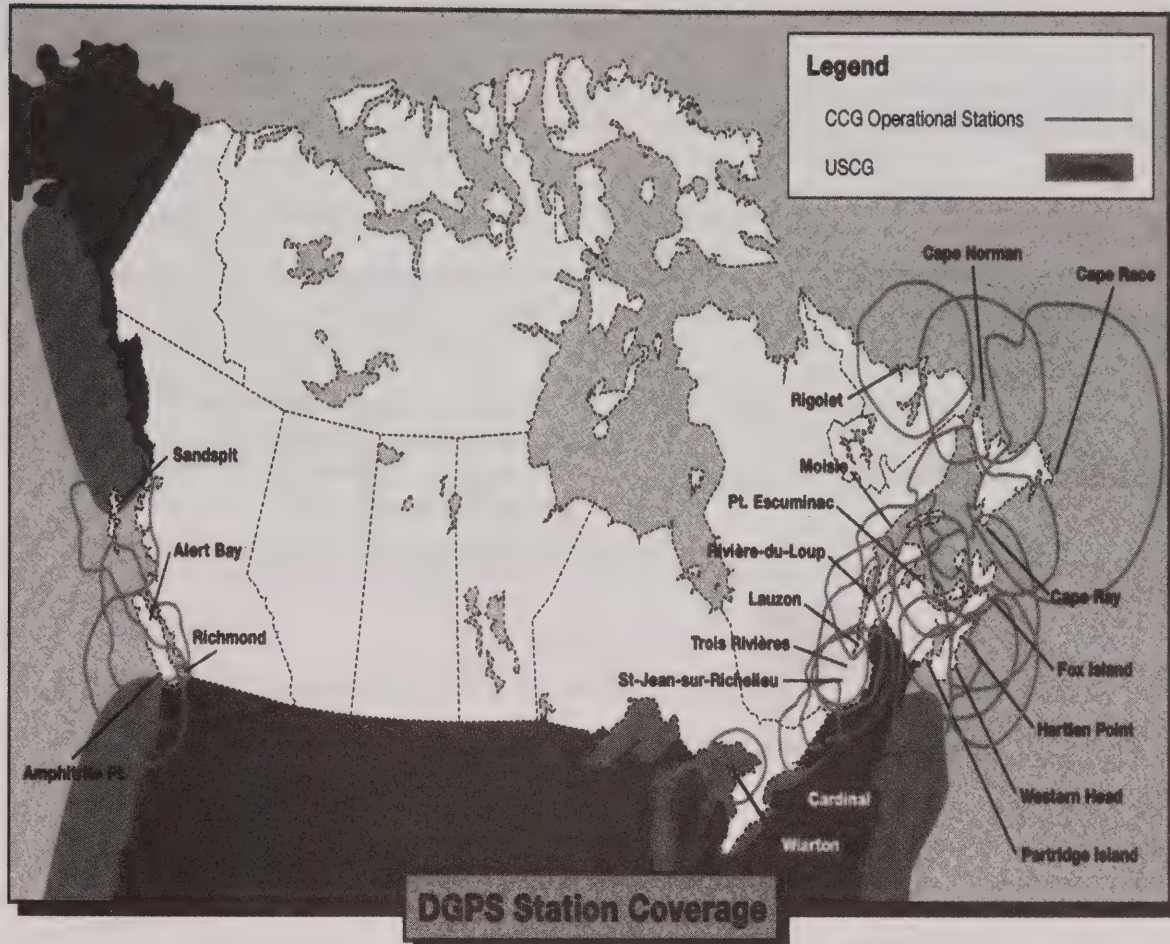 Legend
CCG Operational Stations
USCG
Cape Norman
Cape Race
Rigolet
Moisie
Sandspit
Pt. Escuminac
Alert Bay
Rivière-du-Loup
Lauzon
Cape Ray
Richmond
Trois Rivières
Fox Island
St-Jean-sur-Richelieu
Hartlen Point
Amphitrite Pt.
Western Head
Cardinal
Wiarton
Partridge Island
DGPS Station Coverage